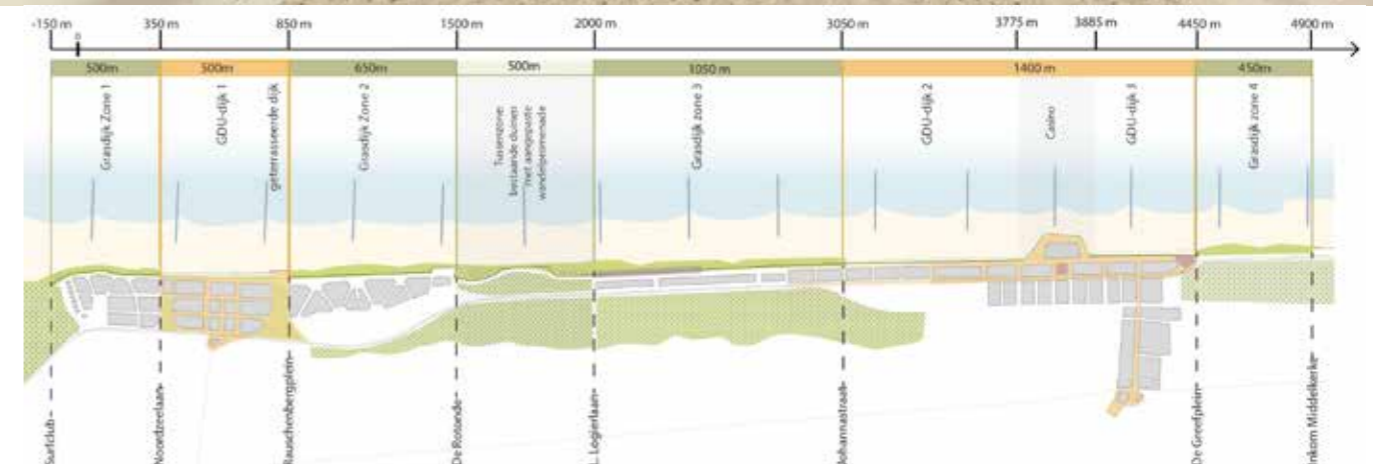 -150 m
350 m
850 m
1500 m
2000 m
3050 m
3775 m
3885 m
4450 m
4900 m
0
500m
500m
650m
500m
1050 m
1400 m
450m
Grasdijk Zone 1
GDU-dijk 1
geterrasseerde dijk
Grasdijk Zone 2
Tussenzone:
bestaande duinen
met aangepaste
wandelpromenade
Grasdijk zone 3
GDU-dijk 2
Casino
GDU-dijk 3
Grasdijk zone 4
Surfclub
Noordzeelaan
Rauschenbergplein
De Rotonde
L. Logierlaan
Johannastraat
De Greefplein
Inkom Middelkerke